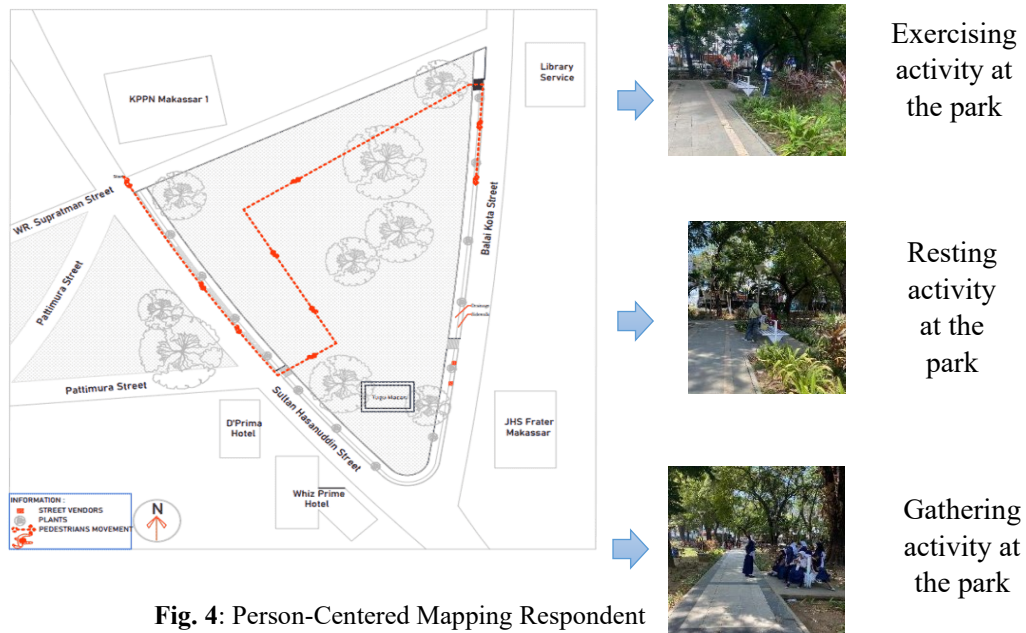 KPPN Makassar 1
Library
Service
WR. Supratman Street
Pattimura Street
Balai Kota Street
Drainage
Pattimura Street
Sultan Hasanuddin Street
D'Prima
Hotel
JHS Frater
Makassar
Whiz Prime
Hotel
INFORMATION :
STREET VENDORS
PLANTS
PEDESTRIANS MOVEMENT
N
Exercising
activity at
the park
Resting
activity
at the
park
Gathering
activity at
the park
Fig. 4: Person-Centered Mapping Respondent